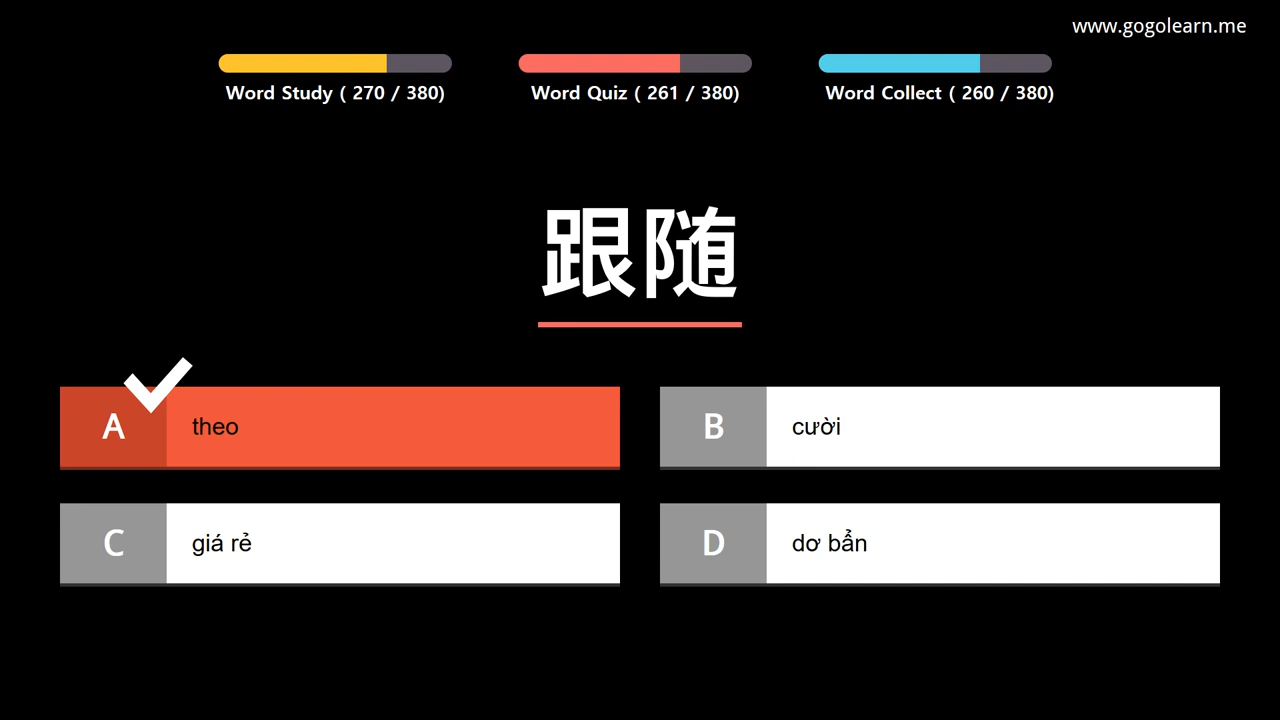 www.gogolearn.me
Word Study ( 270 / 380)
Word Quiz ( 261 / 380)
Word Collect ( 260 / 380)
跟随
A theo
B cười
C giá rẻ
D dơ bẩn